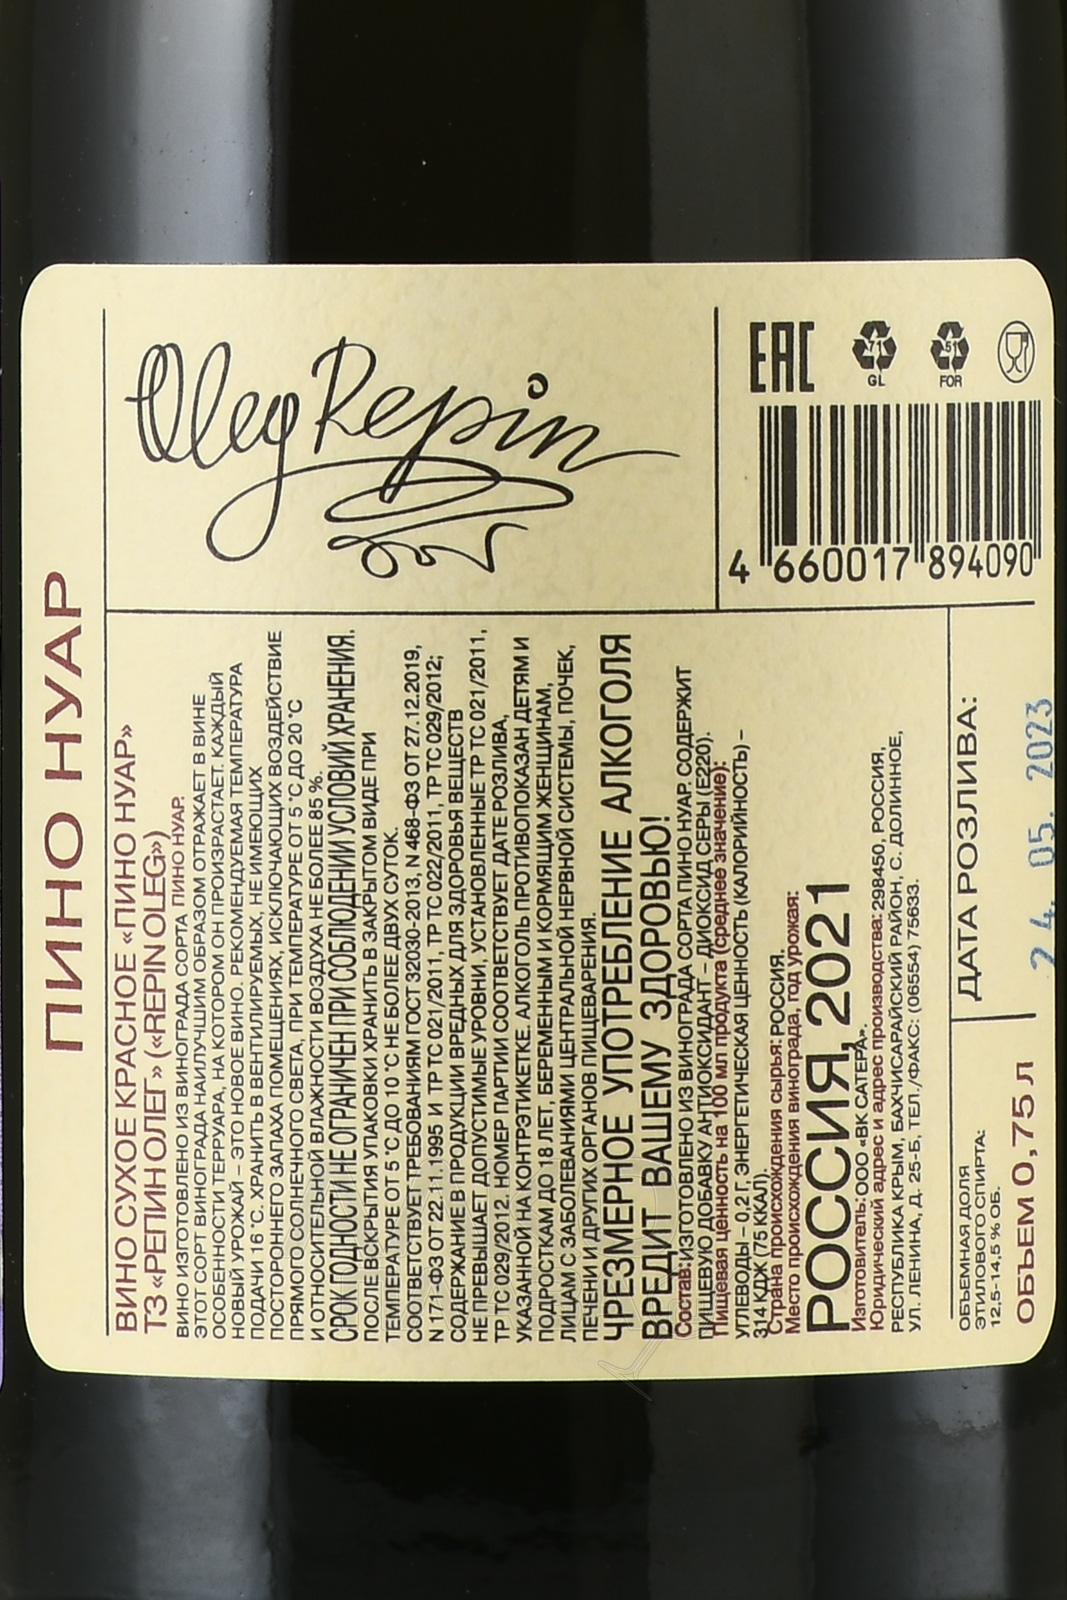 ПИНО НУАР
ВИНО СУХОЕ КРАСНОЕ «ПИНО НУАР»
ТЗ «РЕПИН ОЛЕГ» («REPIN OLEG»)
ВИНО ИЗГОТОВЛЕНО ИЗ ВИНОГРАДА СОРТА ПИНО НУАР.
ЭТОТ СОРТ ВИНОГРАДА НАИЛУЧШИМ ОБРАЗОМ ОТРАЖАЕТ В ВИНЕ
ОСОБЕННОСТИ ТЕРРУАРА, НА КОТОРОМ ОН ПРОИЗРАСТАЕТ. КАЖДЫЙ
НОВЫЙ УРОЖАЙ – ЭТО НОВОЕ ВИНО. РЕКОМЕНДУЕМАЯ ТЕМПЕРАТУРА
ПОДАЧИ 16 °С. ХРАНИТЬ В ВЕНТИЛИРУЕМЫХ, НЕ ИМЕЮЩИХ
ПОСТОРОННЕГО ЗАПАХА ПОМЕЩЕНИЯХ, ИСКЛЮЧАЮЩИХ ВОЗДЕЙСТВИЕ
ПРЯМОГО СОЛНЕЧНОГО СВЕТА, ПРИ ТЕМПЕРАТУРЕ ОТ 5 °С ДО 20 °С
И ОТНОСИТЕЛЬНОЙ ВЛАЖНОСТИ ВОЗДУХА НЕ БОЛЕЕ 85 %.
СРОК ГОДНОСТИ НЕ ОГРАНИЧЕН ПРИ СОБЛЮДЕНИИ УСЛОВИЙ ХРАНЕНИЯ.
ПОСЛЕ ВСКРЫТИЯ УПАКОВКИ ХРАНИТЬ В ЗАКРЫТОМ ВИДЕ ПРИ
ТЕМПЕРАТУРЕ ОТ 5 °С ДО 10 °С НЕ БОЛЕЕ ДВУХ СУТОК.
СООТВЕТСТВУЕТ ТРЕБОВАНИЯМ ГОСТ 32030-2013, N 468-ФЗ ОТ 27.12.2019,
N 171-ФЗ ОТ 22.11.1995 И ТР ТС 021/2011, ТР ТС 022/2011, ТР ТС 029/2012;
СОДЕРЖАНИЕ В ПРОДУКЦИИ ВРЕДНЫХ ДЛЯ ЗДОРОВЬЯ ВЕЩЕСТВ
НЕ ПРЕВЫШАЕТ ДОПУСТИМЫЕ УРОВНИ, УСТАНОВЛЕННЫЕ ТР ТС 021/2011,
ТР ТС 029/2012. НОМЕР ПАРТИИ СООТВЕТСТВУЕТ ДАТЕ РОЗЛИВА,
УКАЗАННОЙ НА КОНТРЭТИКЕТКЕ. АЛКОГОЛЬ ПРОТИВОПОКАЗАН ДЕТЯМ И
ПОДРОСТКАМ ДО 18 ЛЕТ, БЕРЕМЕННЫМ И КОРМЯЩИМ ЖЕНЩИНАМ,
ЛИЦАМ С ЗАБОЛЕВАНИЯМИ ЦЕНТРАЛЬНОЙ НЕРВНОЙ СИСТЕМЫ, ПОЧЕК,
ПЕЧЕНИ И ДРУГИХ ОРГАНОВ ПИЩЕВАРЕНИЯ.
ЧРЕЗМЕРНОЕ УПОТРЕБЛЕНИЕ АЛКОГОЛЯ
ВРЕДИТ ВАШЕМУ ЗДОРОВЬЮ!
Состав: ИЗГОТОВЛЕНО ИЗ ВИНОГРАДА СОРТА ПИНО НУАР. СОДЕРЖИТ
ПИЩЕВУЮ ДОБАВКУ АНТИОКСИДАНТ – ДИОКСИД СЕРЫ (Е220).
Пищевая ценность на 100 мл продукта (среднее значение):
УГЛЕВОДЫ – 0,2 Г, ЭНЕРГЕТИЧЕСКАЯ ЦЕННОСТЬ (КАЛОРИЙНОСТЬ) –
314 КДЖ (75 ККАЛ).
Страна происхождения сырья: РОССИЯ.
Место происхождения винограда, год урожая:
РОССИЯ, 2021
Изготовитель: ООО «ВК САТЕРА».
Юридический адрес и адрес производства: 298450, РОССИЯ,
РЕСПУБЛИКА КРЫМ, БАХЧИСАРАЙСКИЙ РАЙОН, С. ДОЛИННОЕ,
УЛ. ЛЕНИНА, Д. 25-Б, ТЕЛ./ФАКС: (06554) 75633.
ОБЪЕМНАЯ ДОЛЯ
ЭТИЛОВОГО СПИРТА:
12,5-14,5 % ОБ.
ОБЪЕМ 0,75 л
ДАТА РОЗЛИВА:
24. 05. 2023
Oleg Repin
4 660017 894090
EAC
71
GL
51
FOR